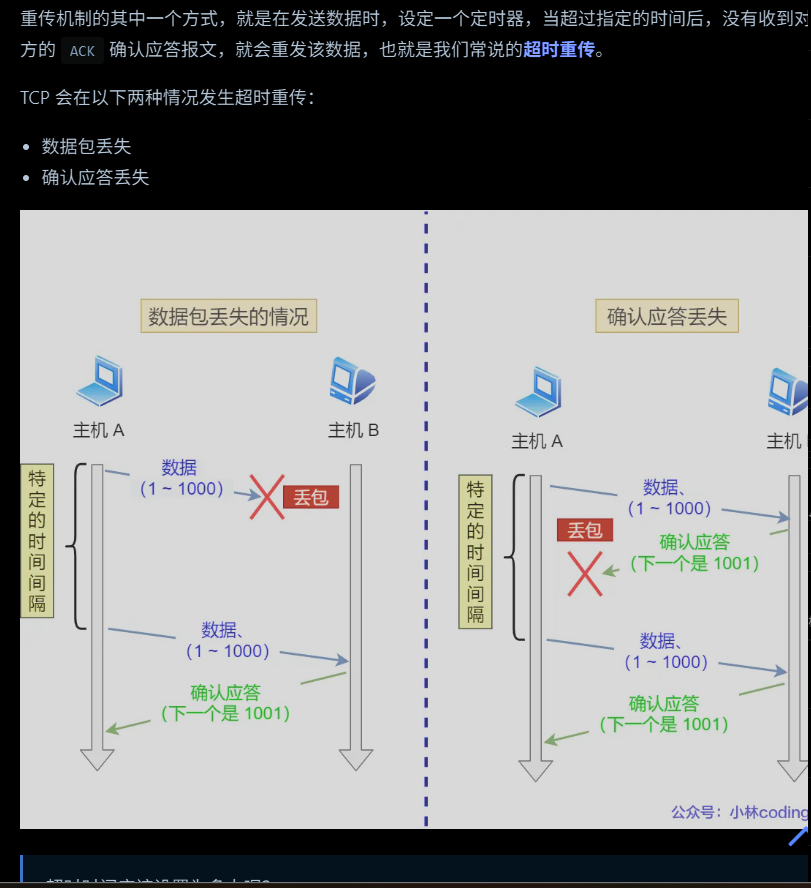 重传机制的其中一个方式，就是在发送数据时，设定一个定时器，当超过指定的时间后，没有收到对
方的 ACK 确认应答报文，就会重发该数据，也就是我们常说的超时重传。
TCP 会在以下两种情况发生超时重传：
数据包丢失
确认应答丢失
数据包丢失的情况
主机 A
主机 B
特定的时间间隔
数据
(1 ~ 1000)
丢包
数据、
(1 ~ 1000)
确认应答
(下一个是 1001)
确认应答丢失
主机 A
主机
特定的时间间隔
数据、
(1 ~ 1000)
丢包
确认应答
(下一个是 1001)
数据、
(1 ~ 1000)
确认应答
(下一个是 1001)
公众号：小林coding